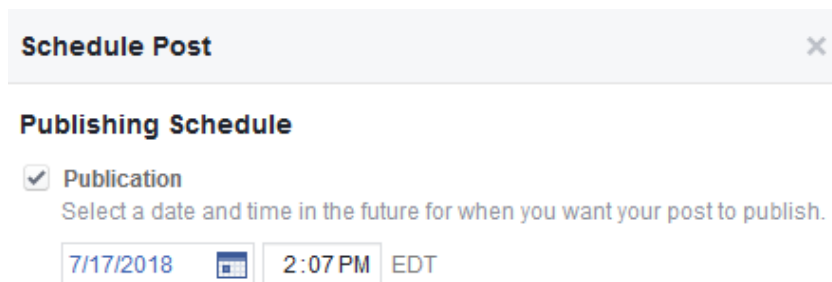 Schedule Post
Publishing Schedule
Publication
Select a date and time in the future for when you want your post to publish.
7/17/2018 2:07 PM EDT